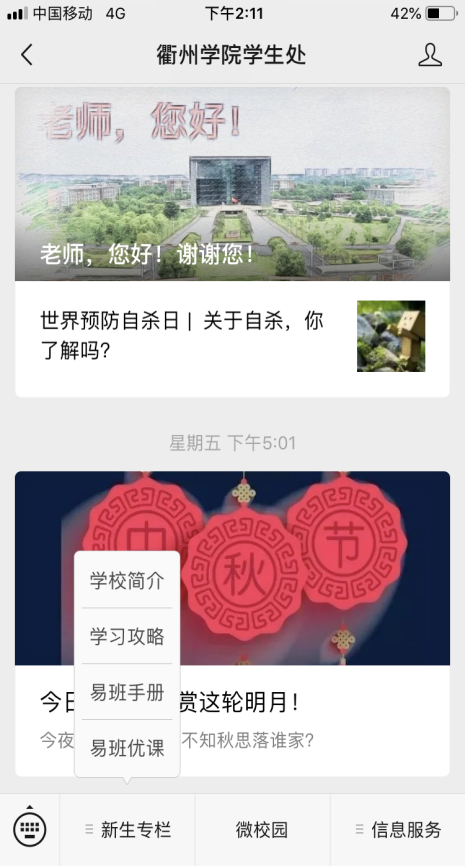 中国移动 4G 下午2:11 42%
衢州学院学生处
老师，您好！
老师，您好！谢谢您！
世界预防自杀日 | 关于自杀，你
了解吗？
星期五 下午5:01
中秋节
学校简介
学习攻略
易班手册
易班优课
今日 赏这轮明月！
今夜 不知秋思落谁家？
新生专栏 微校园 信息服务